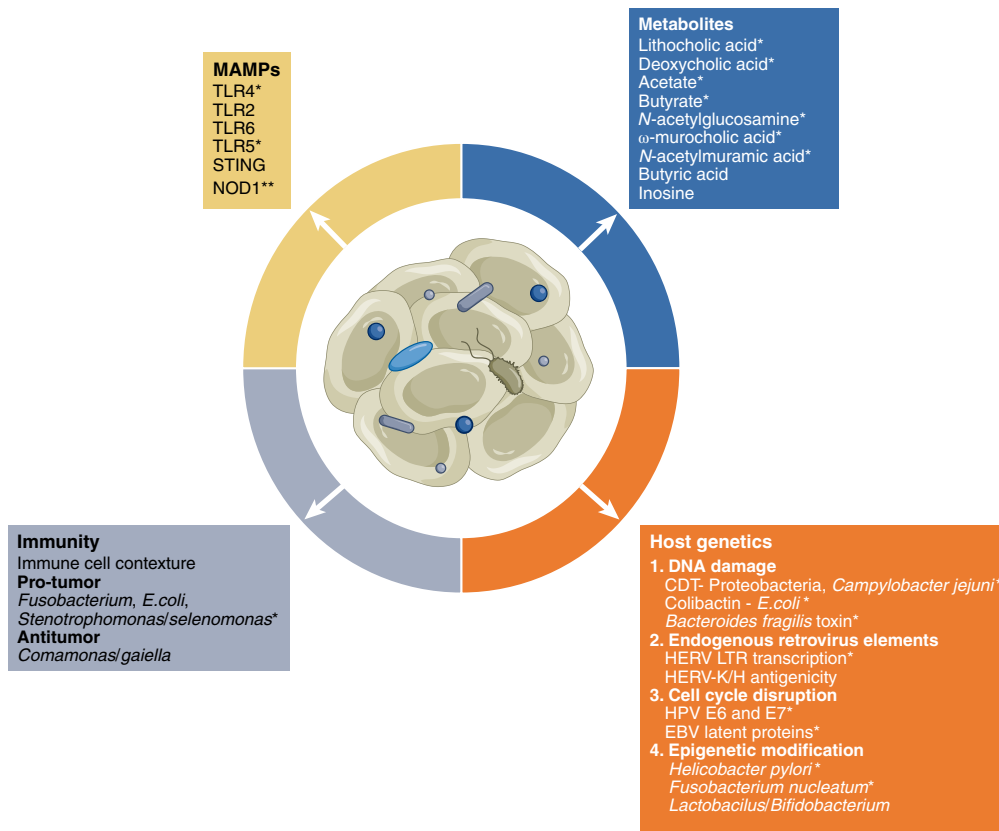 MAMPs
TLR4*
TLR2
TLR6
TLR5*
STING
NOD1**
Metabolites
Lithocholic acid*
Deoxycholic acid*
Acetate*
Butyrate*
N-acetylglucosamine*
ω-murocholic acid*
N-acetylmuramic acid*
Butyric acid
Inosine
Immunity
Immune cell contexture
Pro-tumor
Fusobacterium, E.coli,
Stenotrophomonas/selenomonas*
Antitumor
Comamonas/gaiella
Host genetics
1. DNA damage
CDT- Proteobacteria, Campylobacter jejuni*
Colibactin - E.coli *
Bacteroides fragilis toxin*
2. Endogenous retrovirus elements
HERV LTR transcription*
HERV-K/H antigenicity
3. Cell cycle disruption
HPV E6 and E7*
EBV latent proteins*
4. Epigenetic modification
Helicobacter pylori *
Fusobacterium nucleatum*
Lactobacilus/Bifidobacterium